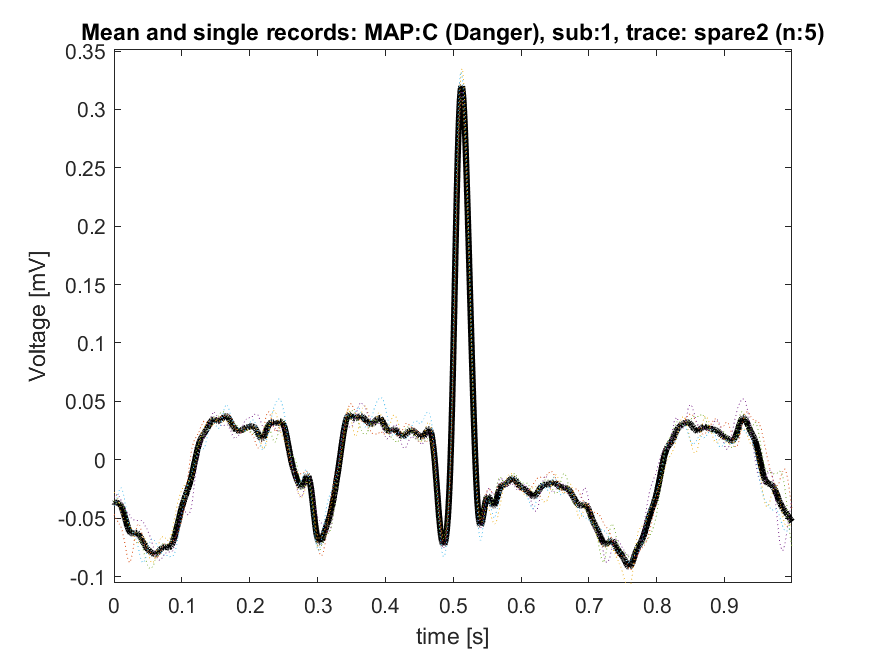 Mean and single records: MAP:C (Danger), sub:1, trace: spare2 (n:5)
0.35
0.3
0.25
0.2
0.15
0.1
0.05
0
-0.05
-0.1
Voltage [mV]
0 0.1 0.2 0.3 0.4 0.5 0.6 0.7 0.8 0.9
time [s]